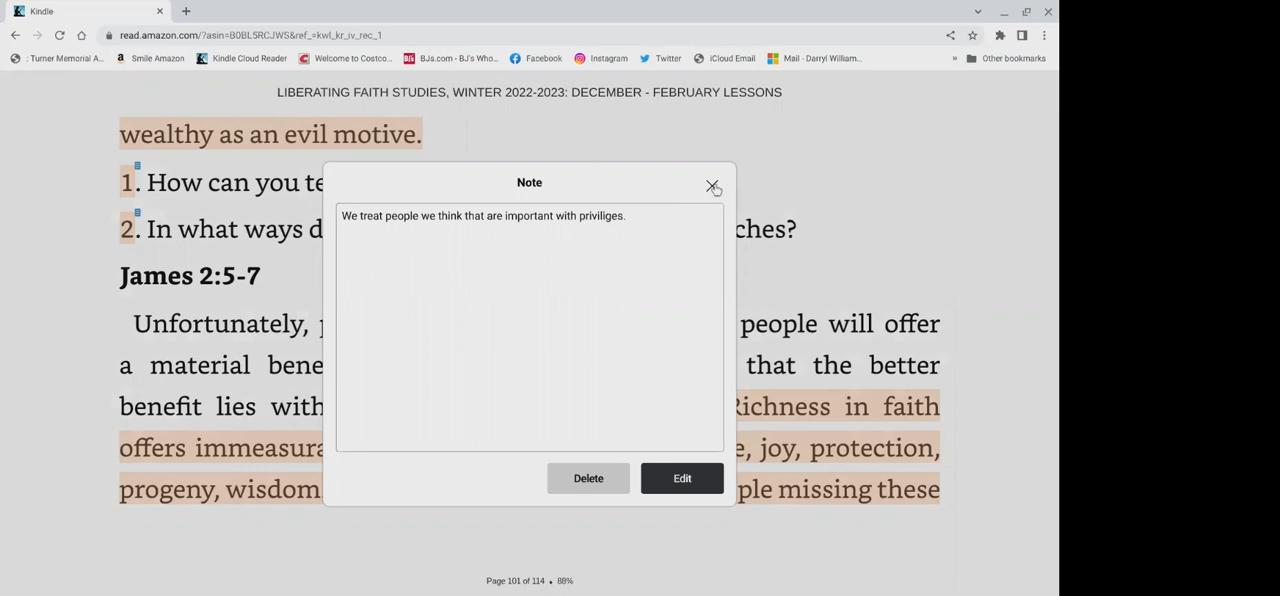 Kindle
read.amazon.com/?asin=B0BL5RCJWS&ref_=kwl_kr_iv_rec_1
: Turner Memorial A... Smile Amazon Kindle Cloud Reader Welcome to Costco... BJs.com - BJ's Who... Facebook Instagram Twitter iCloud Email Mail - Darryl William... » Other bookmarks
LIBERATING FAITH STUDIES, WINTER 2022-2023: DECEMBER - FEBRUARY LESSONS
wealthy as an evil motive.
1. How can you te
2. In what ways d ches?
James 2:5-7
Unfortunately, p people will offer
a material bene that the better
benefit lies with Richness in faith
offers immeasura e, joy, protection,
progeny, wisdom ple missing these
Note
We treat people we think that are important with priviliges.
Delete Edit
Page 101 of 114 • 88%